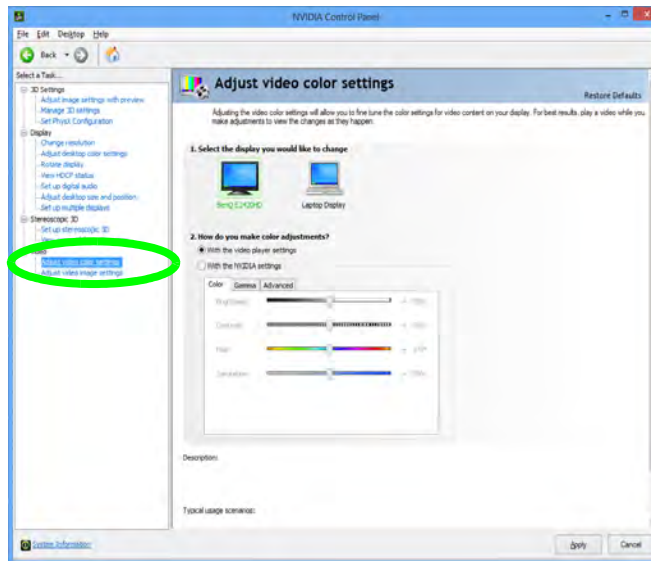 NVIDIA Control Panel
File Edit Desktop Help
Back
Select a Task...
3D Settings
Adjust image settings with preview
Manage 3D settings
Set PhysX Configuration
Display
Change resolution
Adjust desktop color settings
Rotate display
View HDCP status
Set up digital audio
Adjust desktop size and position
Set up multiple displays
Stereoscopic 3D
Set up stereoscopic 3D
Adjust video color settings
Adjust video image settings
System Information
Adjust video color settings
Restore Defaults
Adjusting the video color settings will allow you to fine tune the color settings for video content on your display. For best results, play a video while you
make adjustments to view the changes as they happen.
1. Select the display you would like to change
BenQ E2420HD Laptop Display
2. How do you make color adjustments?
With the video player settings
With the NVIDIA settings
Color Gamma Advanced
Brightness:
Contrast:
Hue:
Saturation:
Description:
Typical usage scenarios:
Apply Cancel